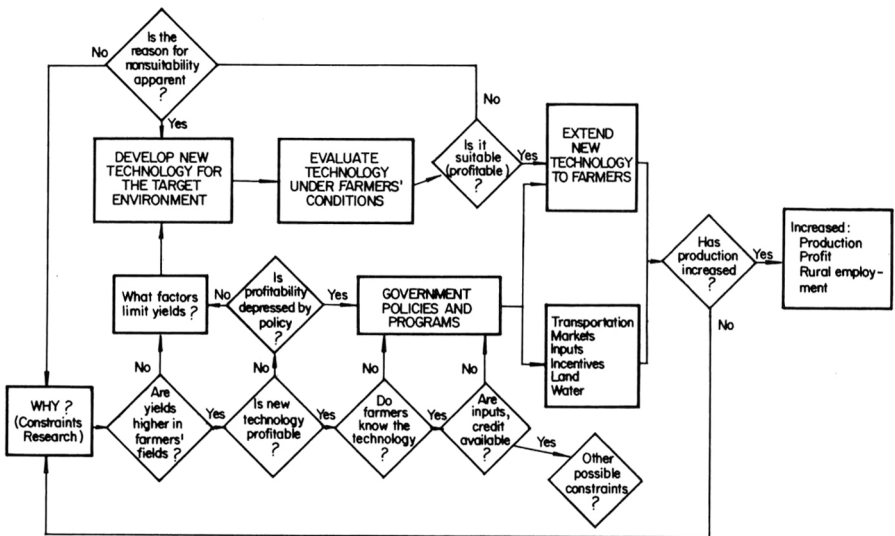 Is the
reason for
nonsuitability
apparent
?
No
Yes
No
DEVELOP NEW
TECHNOLOGY FOR
THE TARGET
ENVIRONMENT
EVALUATE
TECHNOLOGY
UNDER FARMERS'
CONDITIONS
Is it
suitable
(profitable)
?
Yes
EXTEND
NEW
TECHNOLOGY
TO FARMERS
Has
production
increased
?
Yes
No
Increased:
Production
Profit
Rural employ-
ment
What factors
limit yields ?
No
Is
profitability
depressed by
policy
?
Yes
GOVERNMENT
POLICIES AND
PROGRAMS
Transportation
Markets
Inputs
Incentives
Land
Water
No
No
No
No
WHY ?
(Constraints
Research)
Are
yields
higher in
farmers'
fields ?
Yes
Is new
technology
profitable
?
Yes
Do
farmers
know the
technology
?
Yes
Are
inputs,
credit
available
?
Yes
Other
possible
constraints
?